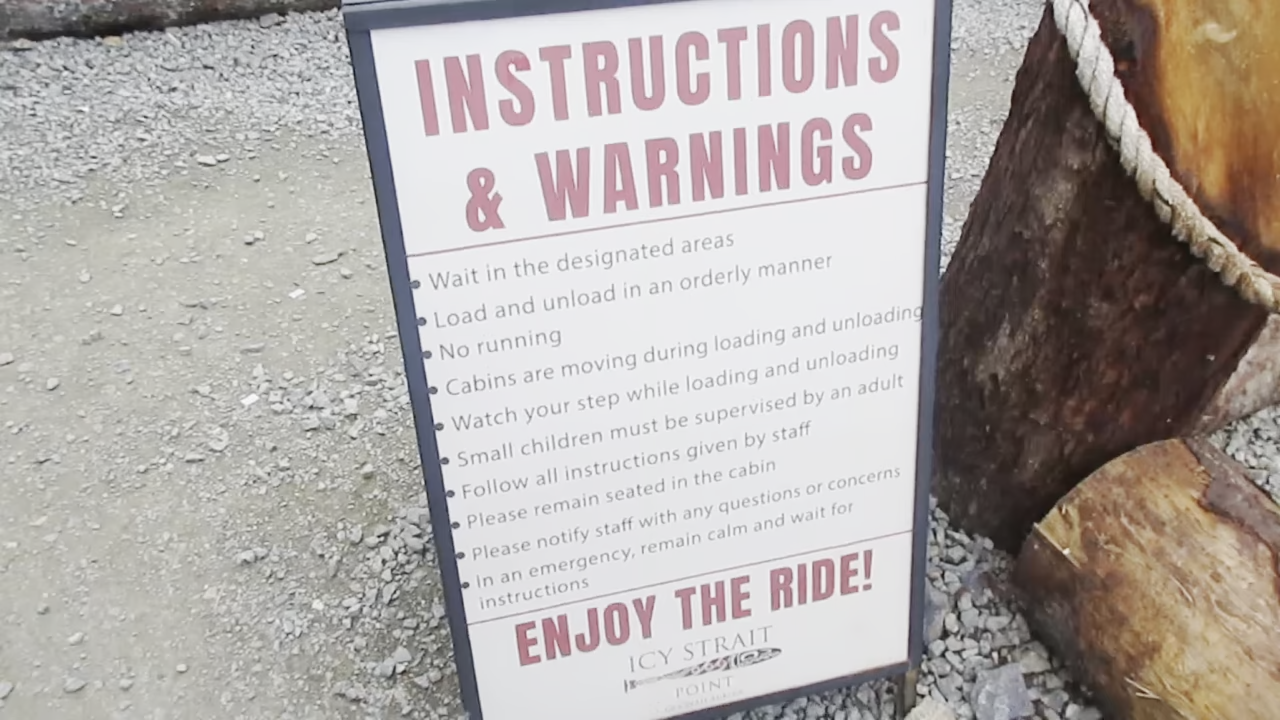 INSTRUCTIONS
& WARNINGS
• Wait in the designated areas
• Load and unload in an orderly manner
• No running
• Cabins are moving during loading and unloading
• Watch your step while loading and unloading
• Small children must be supervised by an adult
• Follow all instructions given by staff
• Please remain seated in the cabin
• Please notify staff with any questions or concerns
• In an emergency, remain calm and wait for
instructions
ENJOY THE RIDE!
ICY STRAIT
POINT